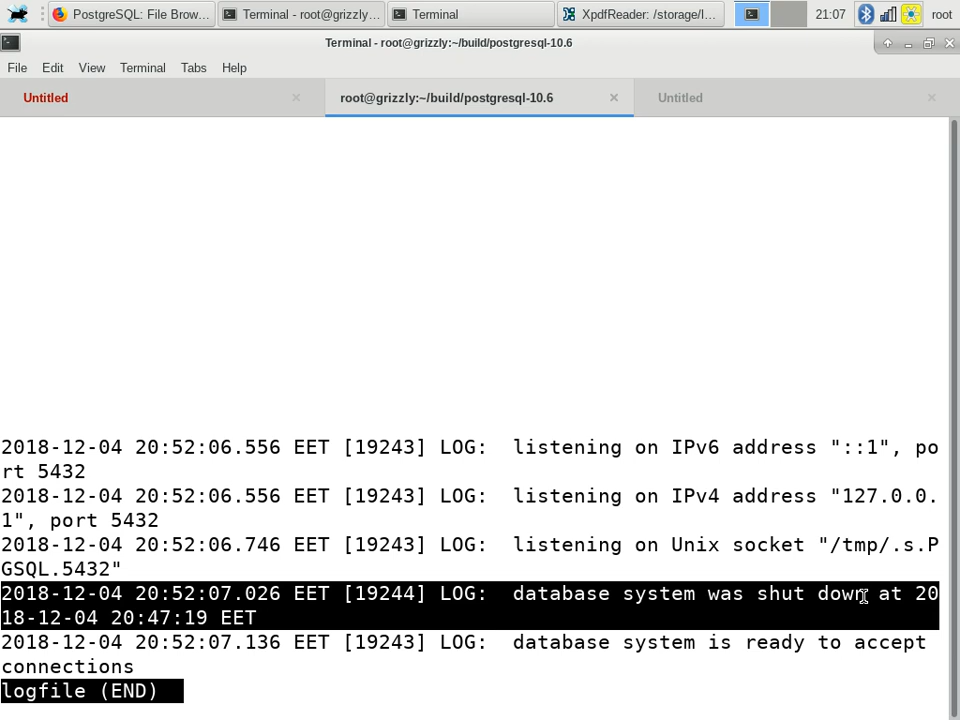 PostgreSQL: File Brow...
Terminal - root@grizzly...
Terminal
XpdfReader: /storage/l...
21:07
root
Terminal - root@grizzly:~/build/postgresql-10.6
File Edit View Terminal Tabs Help
Untitled
root@grizzly:~/build/postgresql-10.6
Untitled
2018-12-04 20:52:06.556 EET [19243] LOG:  listening on IPv6 address "::1", po
rt 5432
2018-12-04 20:52:06.556 EET [19243] LOG:  listening on IPv4 address "127.0.0.
1", port 5432
2018-12-04 20:52:06.746 EET [19243] LOG:  listening on Unix socket "/tmp/.s.P
GSQL.5432"
2018-12-04 20:52:07.026 EET [19244] LOG:  database system was shut down at 20
18-12-04 20:47:19 EET
2018-12-04 20:52:07.136 EET [19243] LOG:  database system is ready to accept
connections
logfile (END)